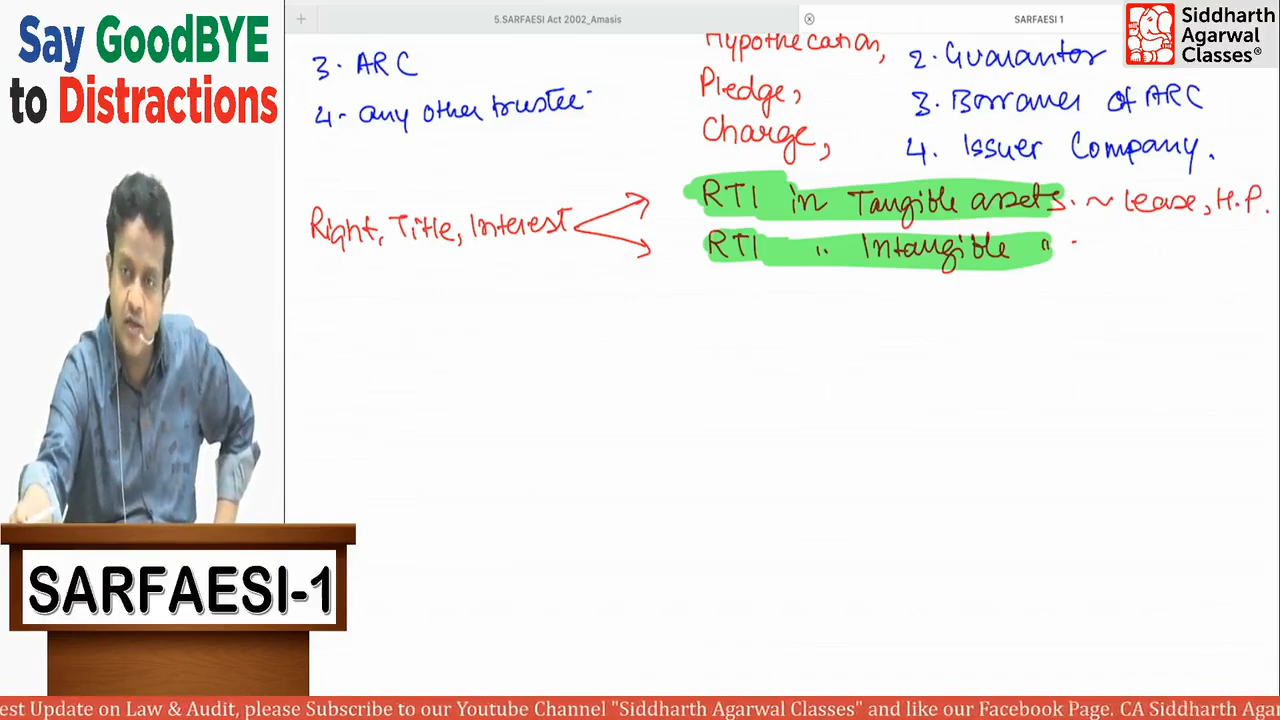 Say GoodBYE
to Distractions
5.SARFAESI Act 2002_Amasis
SARFAESI 1
Siddharth
Agarwal
Classes®
3. ARC
4. any other trustee
Hypothecation,
Pledge,
Charge,
2. Guarantor
3. Borrower of ARC
4. Issuer Company.
Right, Title, Interest
RTI in Tangible assets. ~ Lease, H.P.
RTI " Intangible "
SARFAESI-1
est Update on Law & Audit, please Subscribe to our Youtube Channel "Siddharth Agarwal Classes" and like our Facebook Page. CA Siddharth Aga